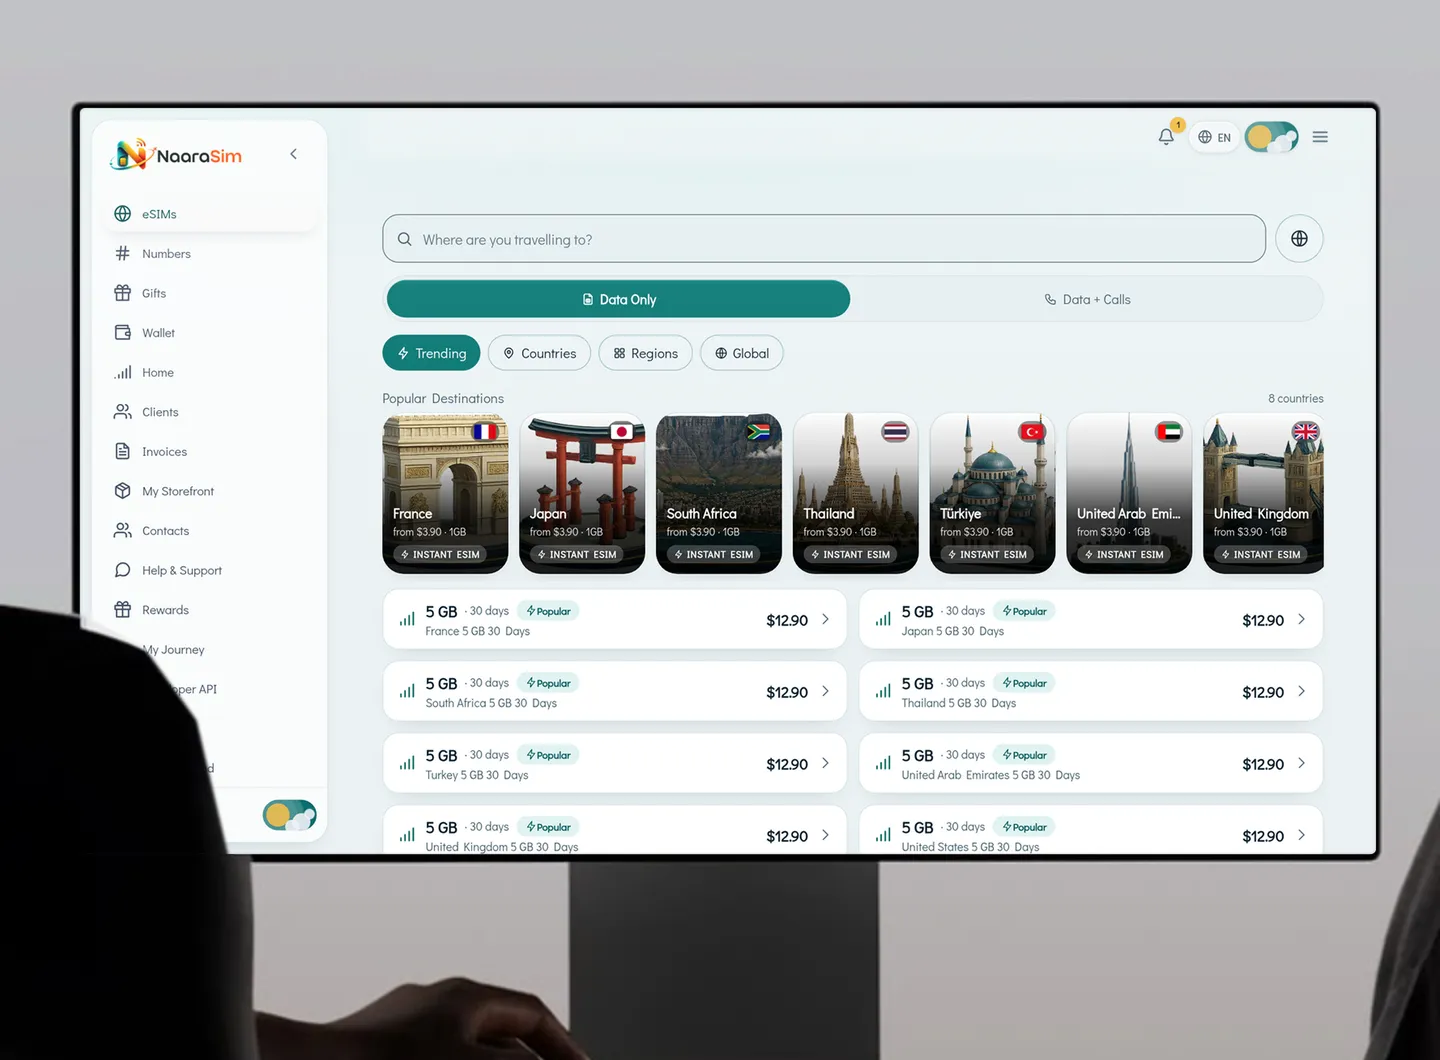 NaaraSim
1
EN
eSIMs
Numbers
Gifts
Wallet
Home
Clients
Invoices
My Storefront
Contacts
Help & Support
Rewards
My Journey
API
Where are you travelling to?
Data Only
Data + Calls
Trending
Countries
Regions
Global
Popular Destinations
8 countries
France
from $3.90 · 1GB
INSTANT ESIM
Japan
from $3.90 · 1GB
INSTANT ESIM
South Africa
from $3.90 · 1GB
INSTANT ESIM
Thailand
from $3.90 · 1GB
INSTANT ESIM
Türkiye
from $3.90 · 1GB
INSTANT ESIM
United Arab Emi...
from $3.90 · 1GB
INSTANT ESIM
United Kingdom
from $3.90 · 1GB
INSTANT ESIM
5 GB · 30 days Popular
France 5 GB 30 Days
$12.90
5 GB · 30 days Popular
Japan 5 GB 30 Days
$12.90
5 GB · 30 days Popular
South Africa 5 GB 30 Days
$12.90
5 GB · 30 days Popular
Thailand 5 GB 30 Days
$12.90
5 GB · 30 days Popular
Turkey 5 GB 30 Days
$12.90
5 GB · 30 days Popular
United Arab Emirates 5 GB 30 Days
$12.90
5 GB · 30 days Popular
United Kingdom 5 GB 30 Days
$12.90
5 GB · 30 days Popular
United States 5 GB 30 Days
$12.90